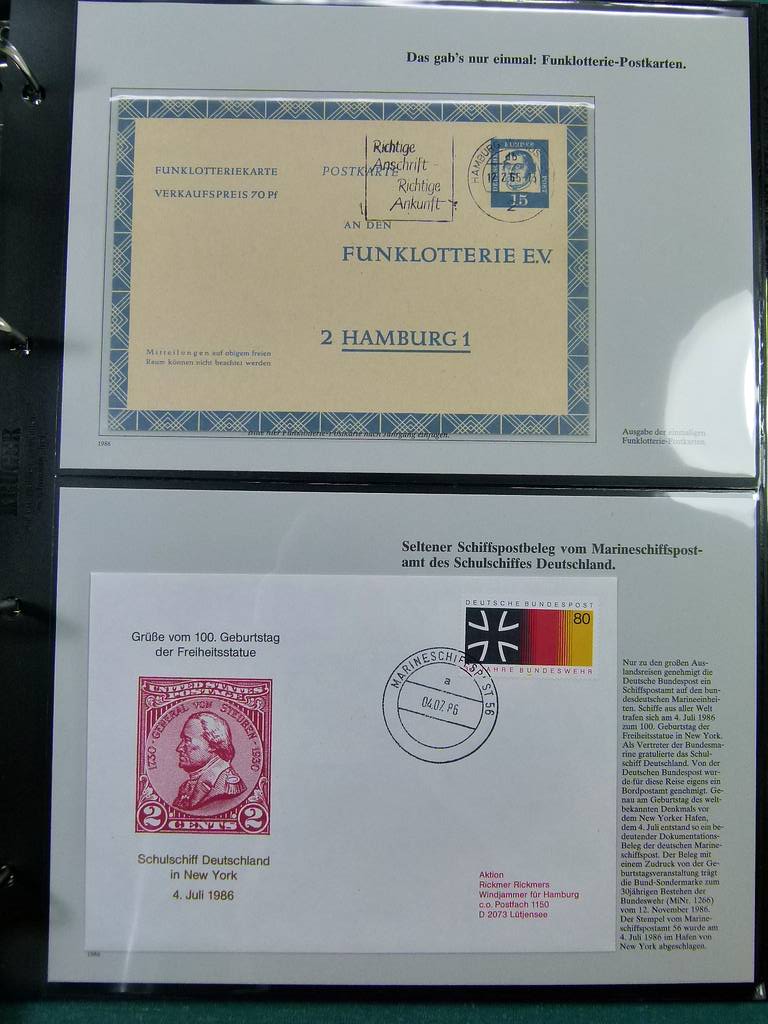 Das gab's nur einmal: Funklotterie-Postkarten.
FUNKLOTTERIEKARTE
VERKAUFSPREIS 70 Pf
POSTKARTE
Richtige
Anschrift -
Richtige
Ankunft
HAMBURG
12.2.65
2
15
AN DEN
FUNKLOTTERIE E.V.
2 HAMBURG 1
Mitteilungen auf obigem freien
Raum können nicht beachtet werden
Funklotterie-Postkarte nach Jahrgang einfügen.
1986
Ausgabe der einmaligen
Funklotterie-Postkarten.
Seltener Schiffspostbeleg vom Marineschiffspost-
amt des Schulschiffes Deutschland.
Grüße vom 100. Geburtstag
der Freiheitsstatue
UNITED STATES
POSTAGE
1730 GENERAL VON STEUBEN 1930
2 CENTS 2
Schulschiff Deutschland
in New York
4. Juli 1986
DEUTSCHE BUNDESPOST
80
JAHRE BUNDESWEHR
MARINESCHIFFSPOST 56
a
04.07.86
Aktion
Rickmer Rickmers
Windjammer für Hamburg
c.o. Postfach 1150
D 2073 Lütjensee
Nur zu den großen Aus-
landsreisen genehmigt die
Deutsche Bundespost ein
Schiffspostamt auf den bun-
desdeutschen Marineeinhei-
ten. Schiffe aus aller Welt
trafen sich am 4. Juli 1986
zum 100. Geburtstag der
Freiheitsstatue in New York.
Als Vertreter der Bundesma-
rine gratulierte das Schul-
schiff Deutschland. Von der
Deutschen Bundespost wur-
de für diese Reise eigens ein
Bordpostamt genehmigt. Ge-
nau am Geburtstag des welt-
bekannten Denkmals vor
dem New Yorker Hafen,
dem 4. Juli entstand so ein be-
deutender Dokumentations-
Beleg der deutschen Marine-
schiffspost. Der Beleg mit
einem Zudruck von der Ge-
burtstagsveranstaltung trägt
die Bund-Sondermarke zum
30jährigen Bestehen der
Bundeswehr (MiNr. 1266)
vom 12. November 1986.
Der Stempel vom Marine-
schiffspostamt 56 wurde am
4. Juli 1986 im Hafen von
New York abgeschlagen.
1986